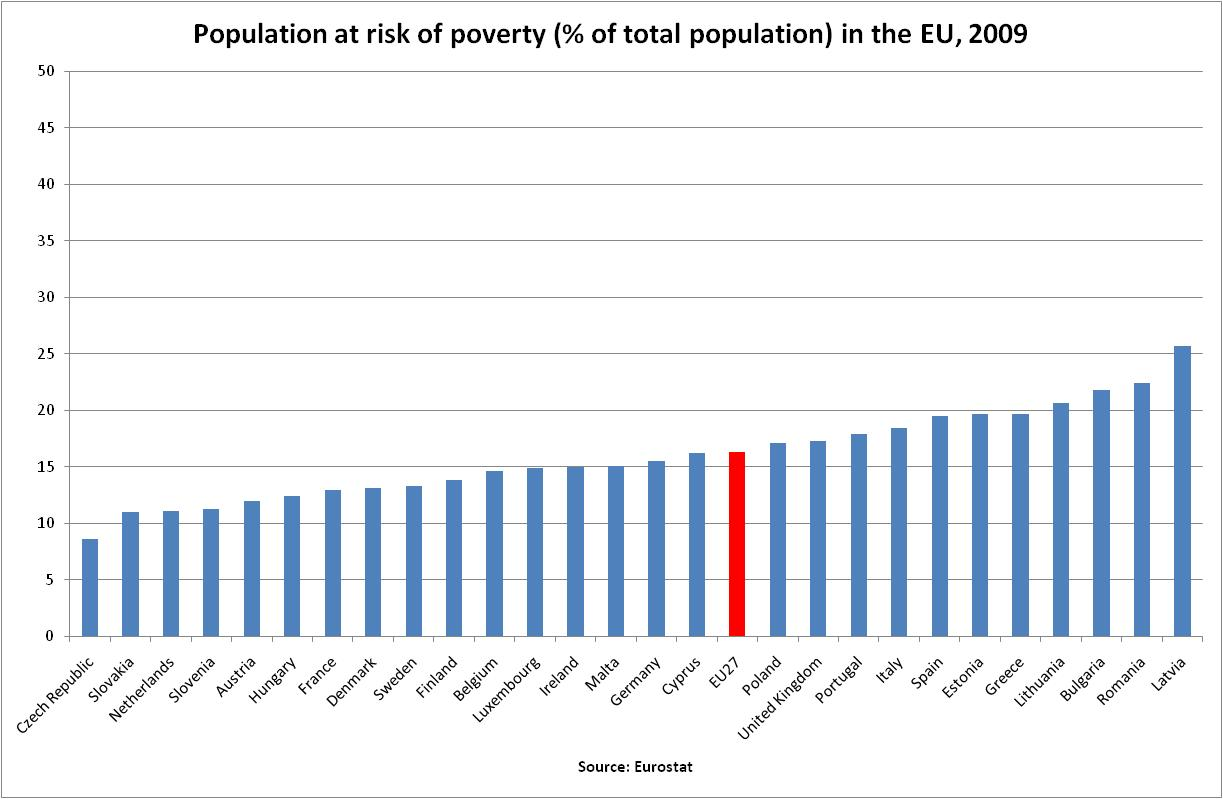 Population at risk of poverty (% of total population) in the EU, 2009
50
45
40
35
30
25
20
15
10
5
0
Czech Republic
Slovakia
Netherlands
Slovenia
Austria
Hungary
France
Denmark
Sweden
Finland
Belgium
Luxembourg
Ireland
Malta
Germany
Cyprus
EU27
Poland
United Kingdom
Portugal
Italy
Spain
Estonia
Greece
Lithuania
Bulgaria
Romania
Latvia
Source: Eurostat